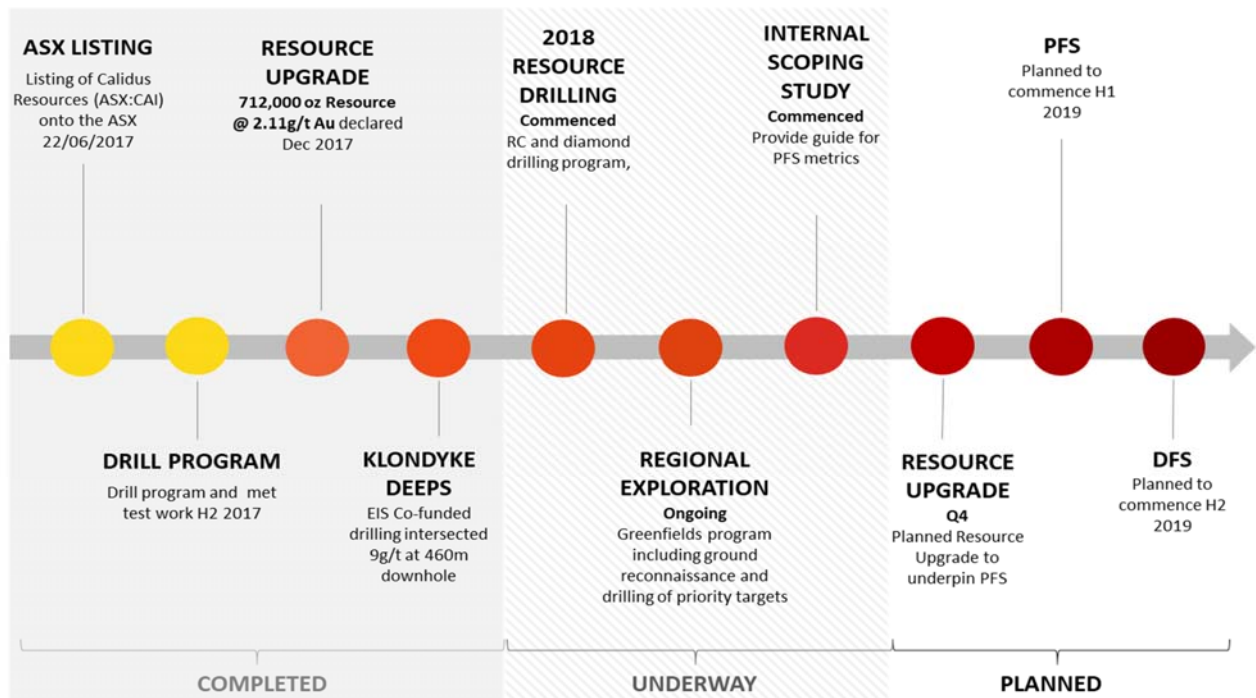 ASX LISTING
Listing of Calidus
Resources (ASX:CAI)
onto the ASX
22/06/2017
RESOURCE
UPGRADE
712,000 oz Resource
@ 2.11g/t Au declared
Dec 2017
2018
RESOURCE
DRILLING
Commenced
RC and diamond
drilling program,
INTERNAL
SCOPING
STUDY
Commenced
Provide guide for
PFS metrics
PFS
Planned to
commence H1
2019
DRILL PROGRAM
Drill program and met
test work H2 2017
KLONDYKE
DEEPS
EIS Co-funded
drilling intersected
9g/t at 460m
downhole
REGIONAL
EXPLORATION
Ongoing
Greenfields program
including ground
reconnaissance and
drilling of priority targets
RESOURCE
UPGRADE
Q4
Planned Resource
Upgrade to
underpin PFS
DFS
Planned to
commence H2
2019
COMPLETED
UNDERWAY
PLANNED